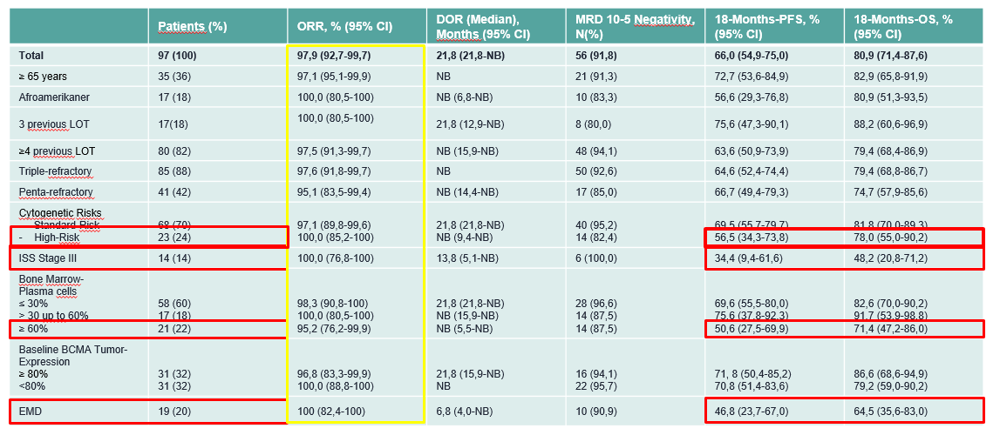 Patients (%) ORR, % (95% CI) DOR (Median), Months (95% CI) MRD 10-5 Negativity, N(%) 18-Months-PFS, % (95% CI) 18-Months-OS, % (95% CI)
Total 97 (100) 97,9 (92,7-99,7) 21,8 (21,8-NB) 56 (91,8) 66,0 (54,9-75,0) 80,9 (71,4-87,6)
≥ 65 years 35 (36) 97,1 (95,1-99,9) NB 21 (91,3) 72,7 (53,6-84,9) 82,9 (65,8-91,9)
Afroamerikaner 17 (18) 100,0 (80,5-100) NB (6,8-NB) 10 (83,3) 56,6 (29,3-76,8) 80,9 (51,3-93,5)
3 previous LOT 17(18) 100,0 (80,5-100) 21,8 (12,9-NB) 8 (80,0) 75,6 (47,3-90,1) 88,2 (60,6-96,9)
≥4 previous LOT 80 (82) 97,5 (91,3-99,7) NB (15,9-NB) 48 (94,1) 63,6 (50,9-73,9) 79,4 (68,4-86,9)
Triple-refractory 85 (88) 97,6 (91,8-99,7) NB 50 (92,6) 64,6 (52,4-74,4) 79,4 (68,8-86,7)
Penta-refractory 41 (42) 95,1 (83,5-99,4) NB (14,4-NB) 17 (85,0) 66,7 (49,4-79,3) 74,7 (57,9-85,6)
Cytogenetic Risks
- Standard-Risk 68 (70) 97,1 (89,8-99,6) 21,8 (21,8-NB) 40 (95,2) 69,5 (55,7-79,7) 81,8 (70,0-89,3)
- High-Risk 23 (24) 100,0 (85,2-100) NB (9,4-NB) 14 (82,4) 56,5 (34,3-73,8) 78,0 (55,0-90,2)
ISS Stage III 14 (14) 100,0 (76,8-100) 13,8 (5,1-NB) 6 (100,0) 34,4 (9,4-61,6) 48,2 (20,8-71,2)
Bone Marrow-
Plasma cells
≤ 30% 58 (60) 98,3 (90,8-100) 21,8 (21,8-NB) 28 (96,6) 69,6 (55,5-80,0) 82,6 (70,0-90,2)
> 30 up to 60% 17 (18) 100,0 (80,5-100) NB (15,9-NB) 14 (87,5) 75,6 (37,8-92,3) 91,7 (53,9-98,8)
≥ 60% 21 (22) 95,2 (76,2-99,9) NB (5,5-NB) 14 (87,5) 50,6 (27,5-69,9) 71,4 (47,2-86,0)
Baseline BCMA Tumor-
Expression
≥ 80% 31 (32) 96,8 (83,3-99,9) 21,8 (15,9-NB) 16 (94,1) 71, 8 (50,4-85,2) 86,6 (68,6-94,9)
<80% 31 (32) 100,0 (88,8-100) NB 22 (95,7) 70,8 (51,4-83,6) 79,2 (59,0-90,2)
EMD 19 (20) 100 (82,4-100) 6,8 (4,0-NB) 10 (90,9) 46,8 (23,7-67,0) 64,5 (35,6-83,0)